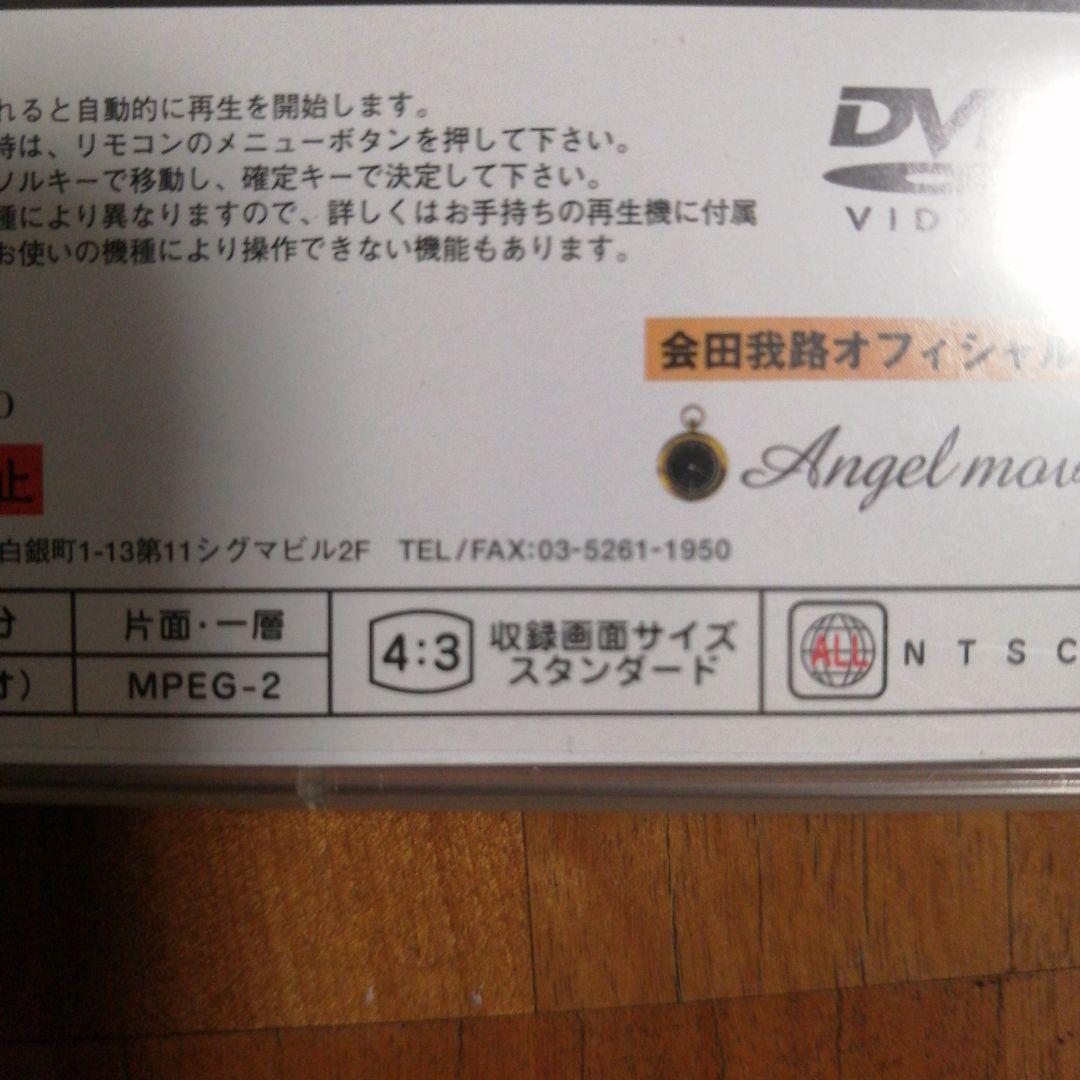 れると自動的に再生を開始します。
時は、リモコンのメニューボタンを押して下さい。
ソルキーで移動し、確定キーで決定して下さい。
種により異なりますので、詳しくはお手持ちの再生機に付属
お使いの機種により操作できない機能もあります。
DVD
VIDE
会田我路オフィシャル
Angel mov
止
白銀町1-13第11シグマビル2F TEL/FAX:03-5261-1950
分
片面・一層
オ)
MPEG-2
4:3
収録画面サイズ
スタンダード
ALL
NTSC